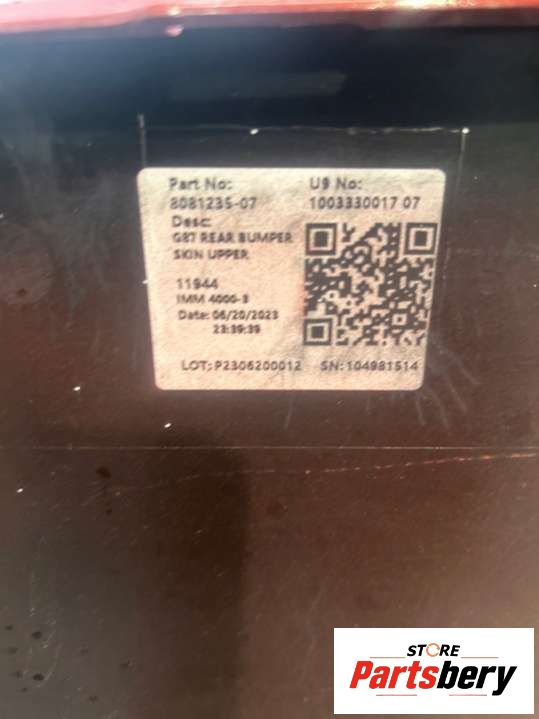 Part No:
8081235-07
U9 No:
1003330017 07
Desc:
G87 REAR BUMPER
SKIN UPPER
11944
IMM 4000-3
Date: 06/20/2023
23:39:39
LOT: P2306200012
SN: 104981514
STORE
Partsbery